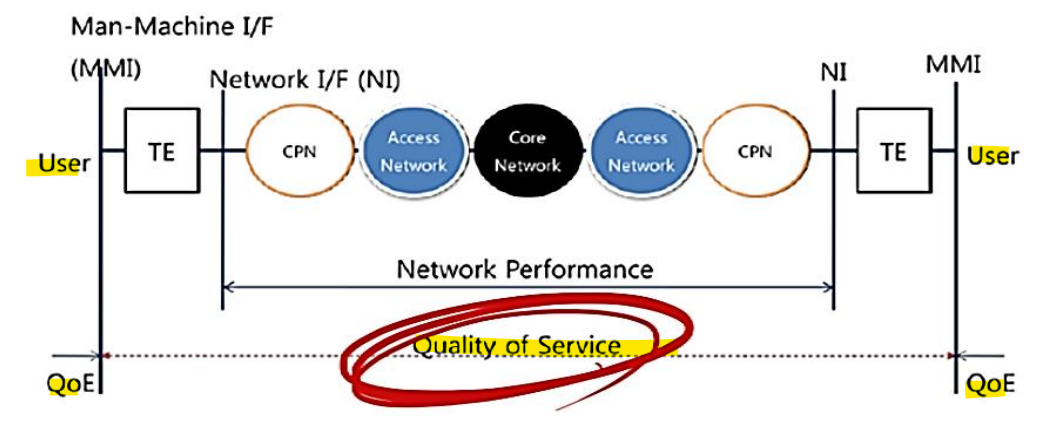 Man-Machine I/F
(MMI)
Network I/F (NI)
NI
MMI
User
TE
CPN
Access
Network
Core
Network
Access
Network
CPN
TE
User
Network Performance
Quality of Service
QoE
QoE